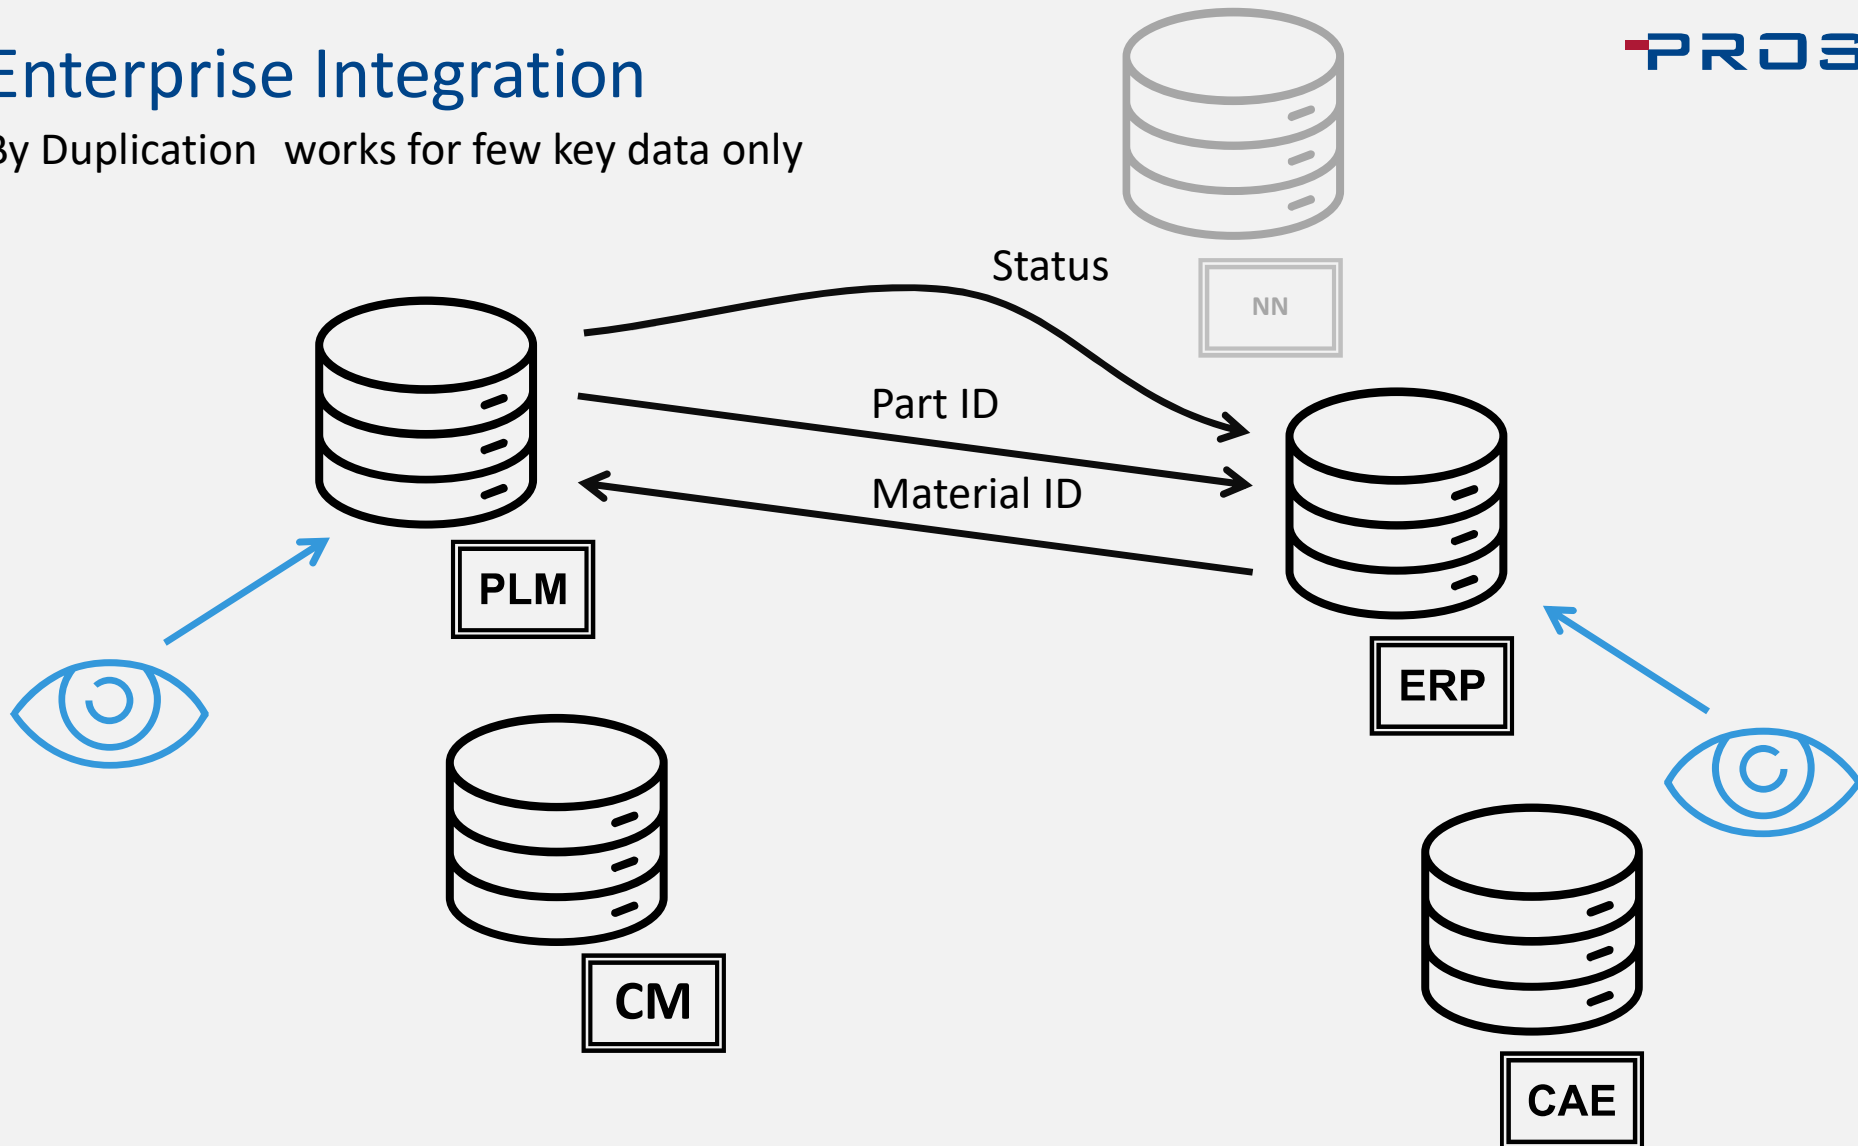 Enterprise Integration
By Duplication works for few key data only
PROS
Status
NN
Part ID
Material ID
PLM
ERP
CM
CAE